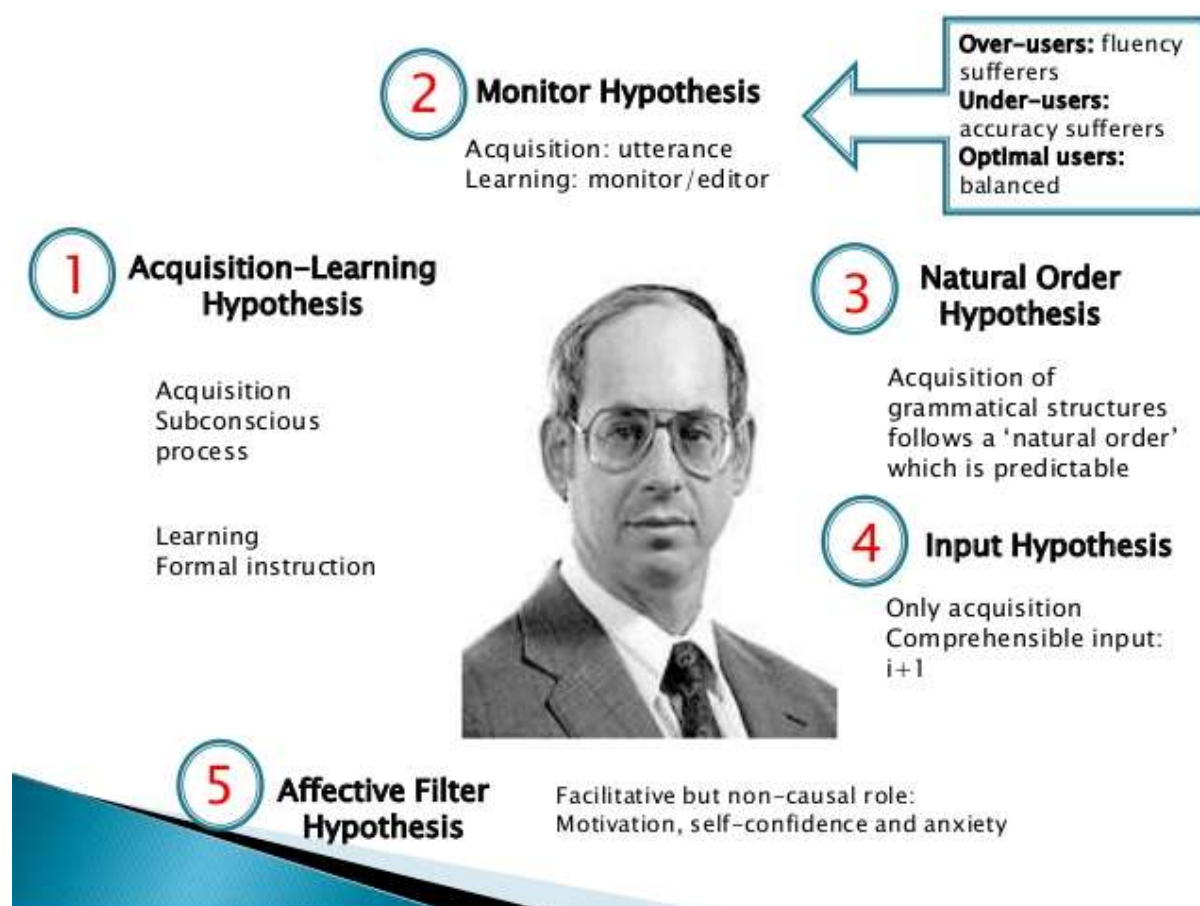 1
Acquisition-Learning
Hypothesis
Acquisition
Subconscious
process
Learning
Formal instruction
2
Monitor Hypothesis
Acquisition: utterance
Learning: monitor/editor
Over-users: fluency
sufferers
Under-users:
accuracy sufferers
Optimal users:
balanced
3
Natural Order
Hypothesis
Acquisition of
grammatical structures
follows a ‘natural order’
which is predictable
4
Input Hypothesis
Only acquisition
Comprehensible input:
i+1
5
Affective Filter
Hypothesis
Facilitative but non-causal role:
Motivation, self-confidence and anxiety